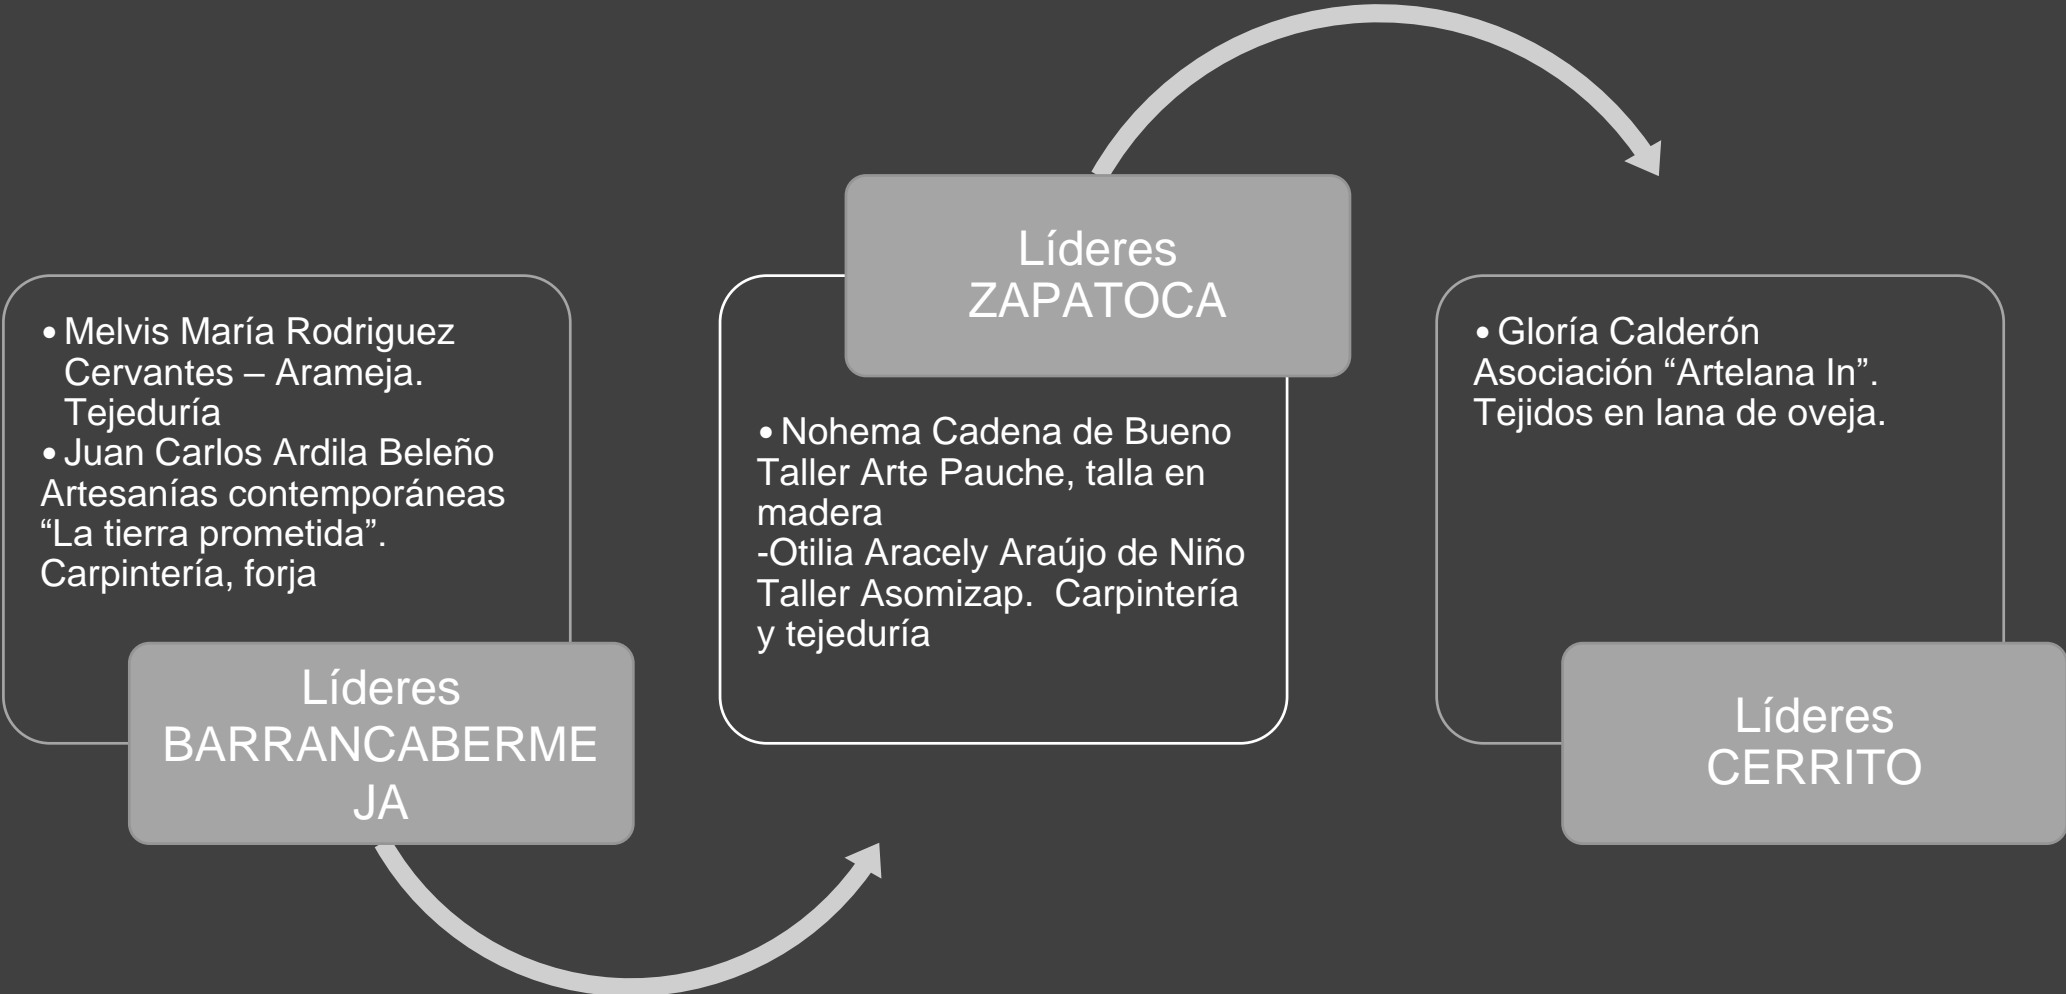 • Melvis María Rodriguez
Cervantes – Arameja.
Tejeduría
• Juan Carlos Ardila Beleño
Artesanías contemporáneas
“La tierra prometida”.
Carpintería, forja
Líderes
BARRANCABERME
JA
Líderes
ZAPATOCA
• Nohema Cadena de Bueno
Taller Arte Pauche, talla en
madera
-Otilia Aracely Araújo de Niño
Taller Asomizap.  Carpintería
y tejeduría
• Gloría Calderón
Asociación “Artelana In”.
Tejidos en lana de oveja.
Líderes
CERRITO